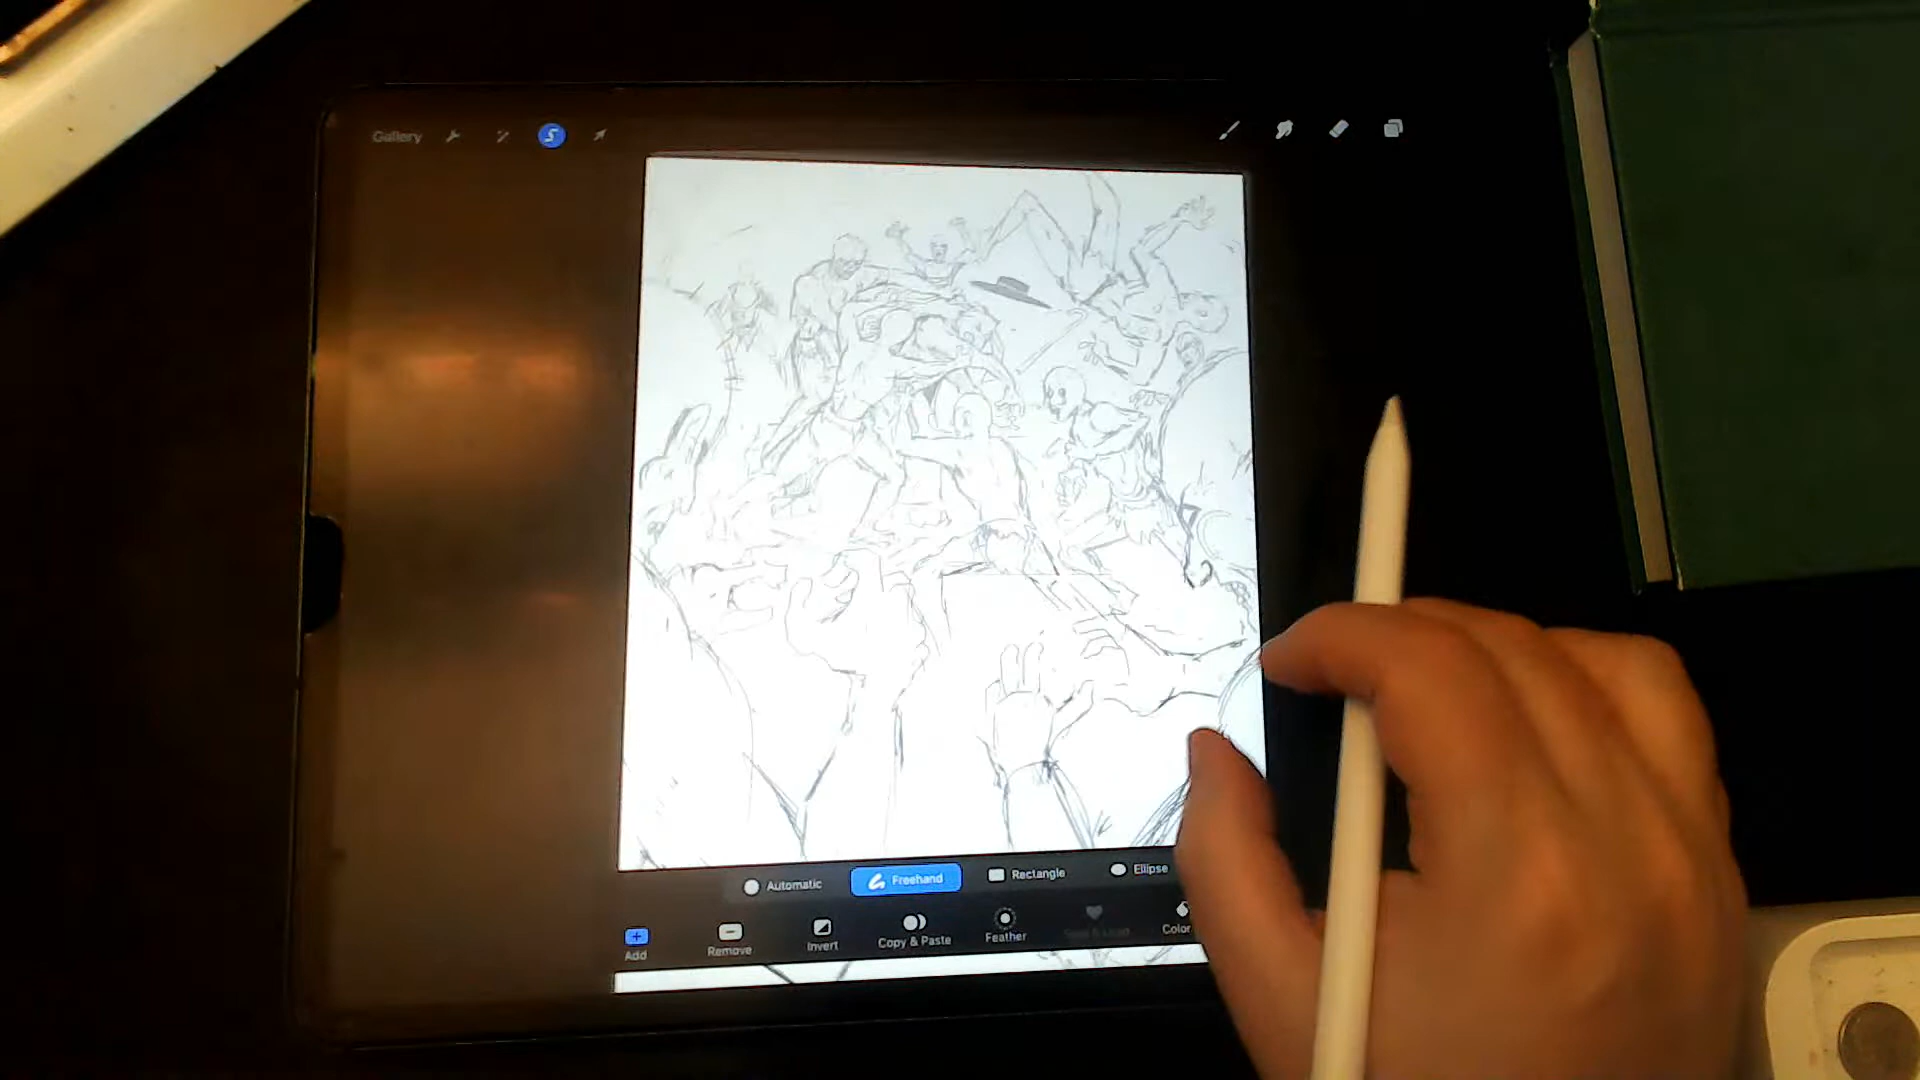 Gallery
Automatic
Freehand
Rectangle
Ellipse
Add
Remove
Invert
Copy & Paste
Feather
Color